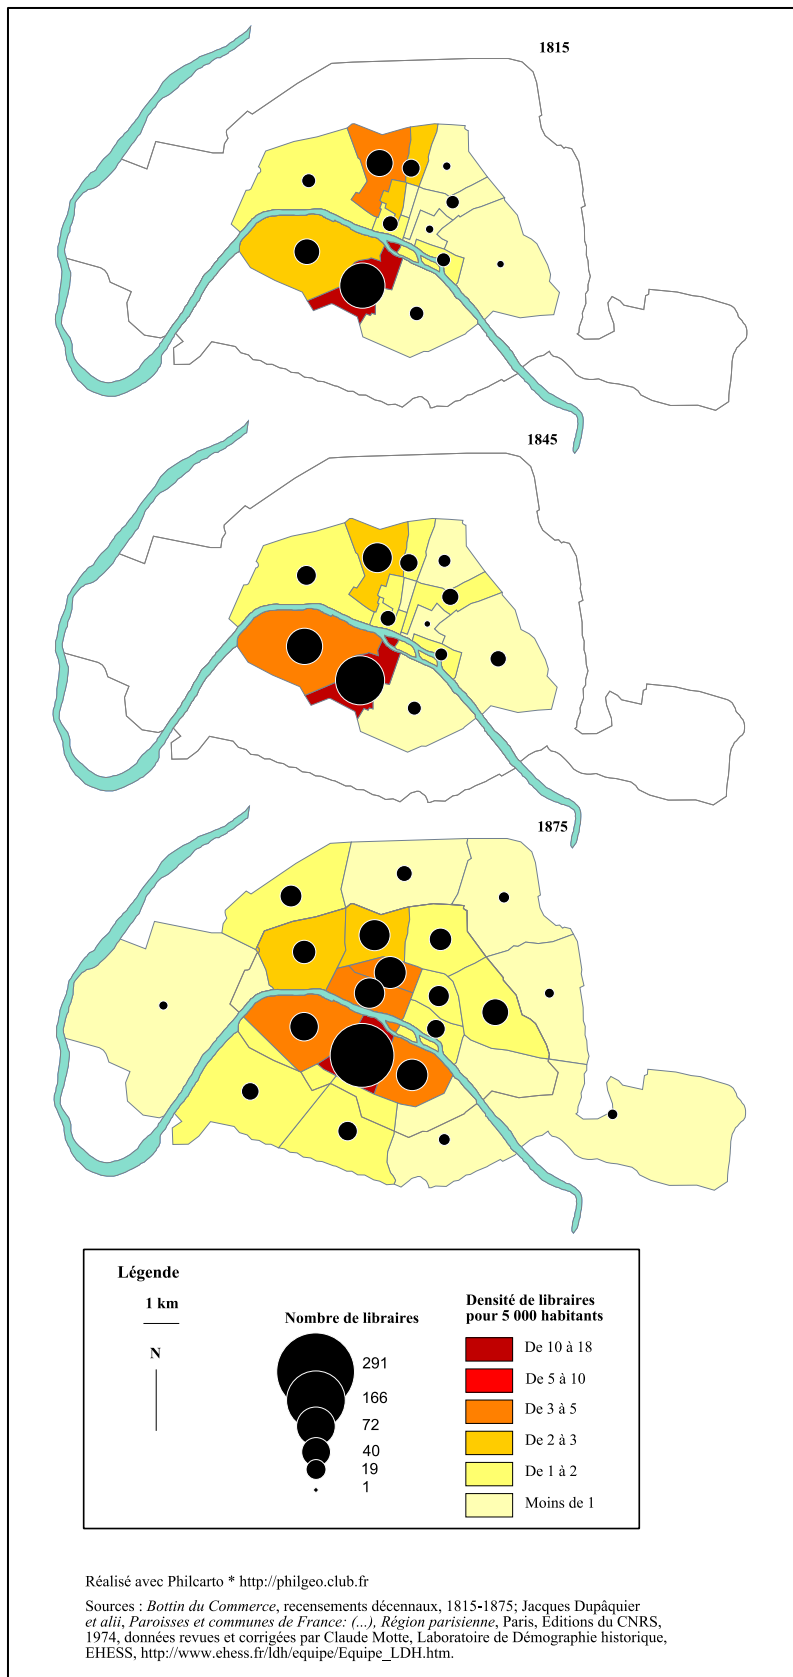 1815
1845
1875
Légende
1 km
N
Nombre de libraires
291
166
72
40
19
1
Densité de libraires
pour 5 000 habitants
De 10 à 18
De 5 à 10
De 3 à 5
De 2 à 3
De 1 à 2
Moins de 1
Réalisé avec Philcarto * http://philgeo.club.fr
Sources : Bottin du Commerce, recensements décennaux, 1815-1875; Jacques Dupâquier
et alii, Paroisses et communes de France: (...), Région parisienne, Paris, Editions du CNRS,
1974, données revues et corrigées par Claude Motte, Laboratoire de Démographie historique,
EHESS, http://www.ehess.fr/ldh/equipe/Equipe_LDH.htm.